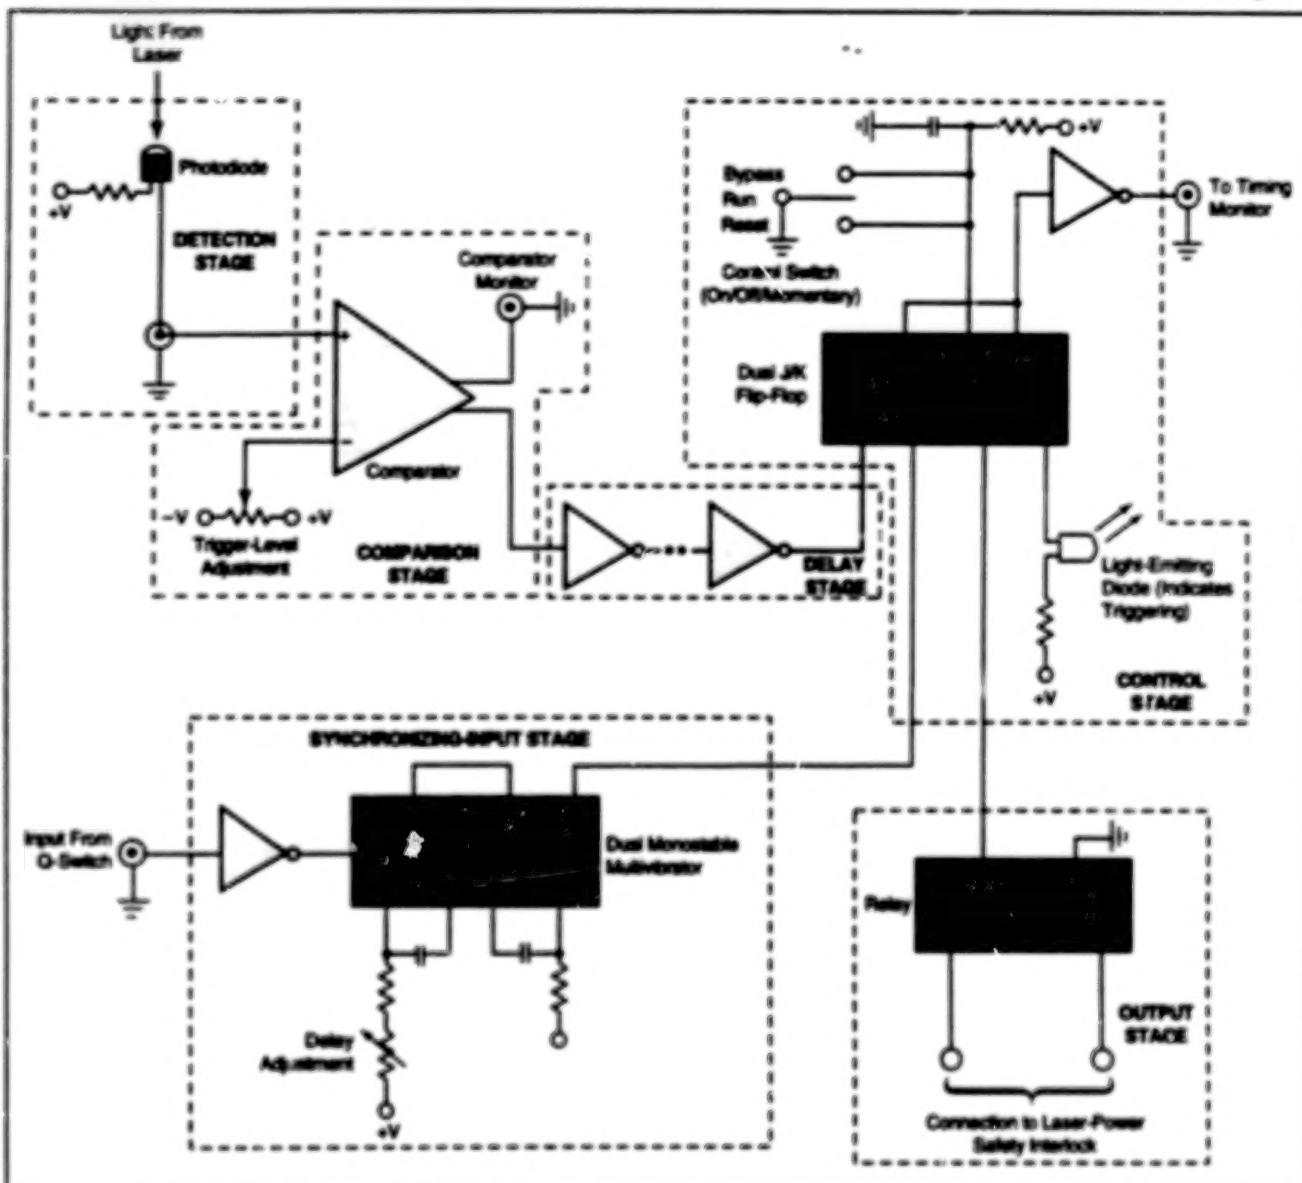 Light From
Laser
Photodiode
+V
DETECTION
STAGE
Comparator
Monitor
+
−
Comparator
−V
+V
Trigger-Level
Adjustment
COMPARISON
STAGE
DELAY
STAGE
+V
Bypass
Run
Reset
Control Switch
(On/Off/Momentary)
To Timing
Monitor
Dual J/K
Flip-Flop
Light-Emitting
Diode (Indicates
Triggering)
+V
CONTROL
STAGE
SYNCHRONIZING-INPUT STAGE
Input From
Q-Switch
Dual Monostable
Multivibrator
Delay
Adjustment
+V
Relay
OUTPUT
STAGE
Connection to Laser-Power
Safety Interlock